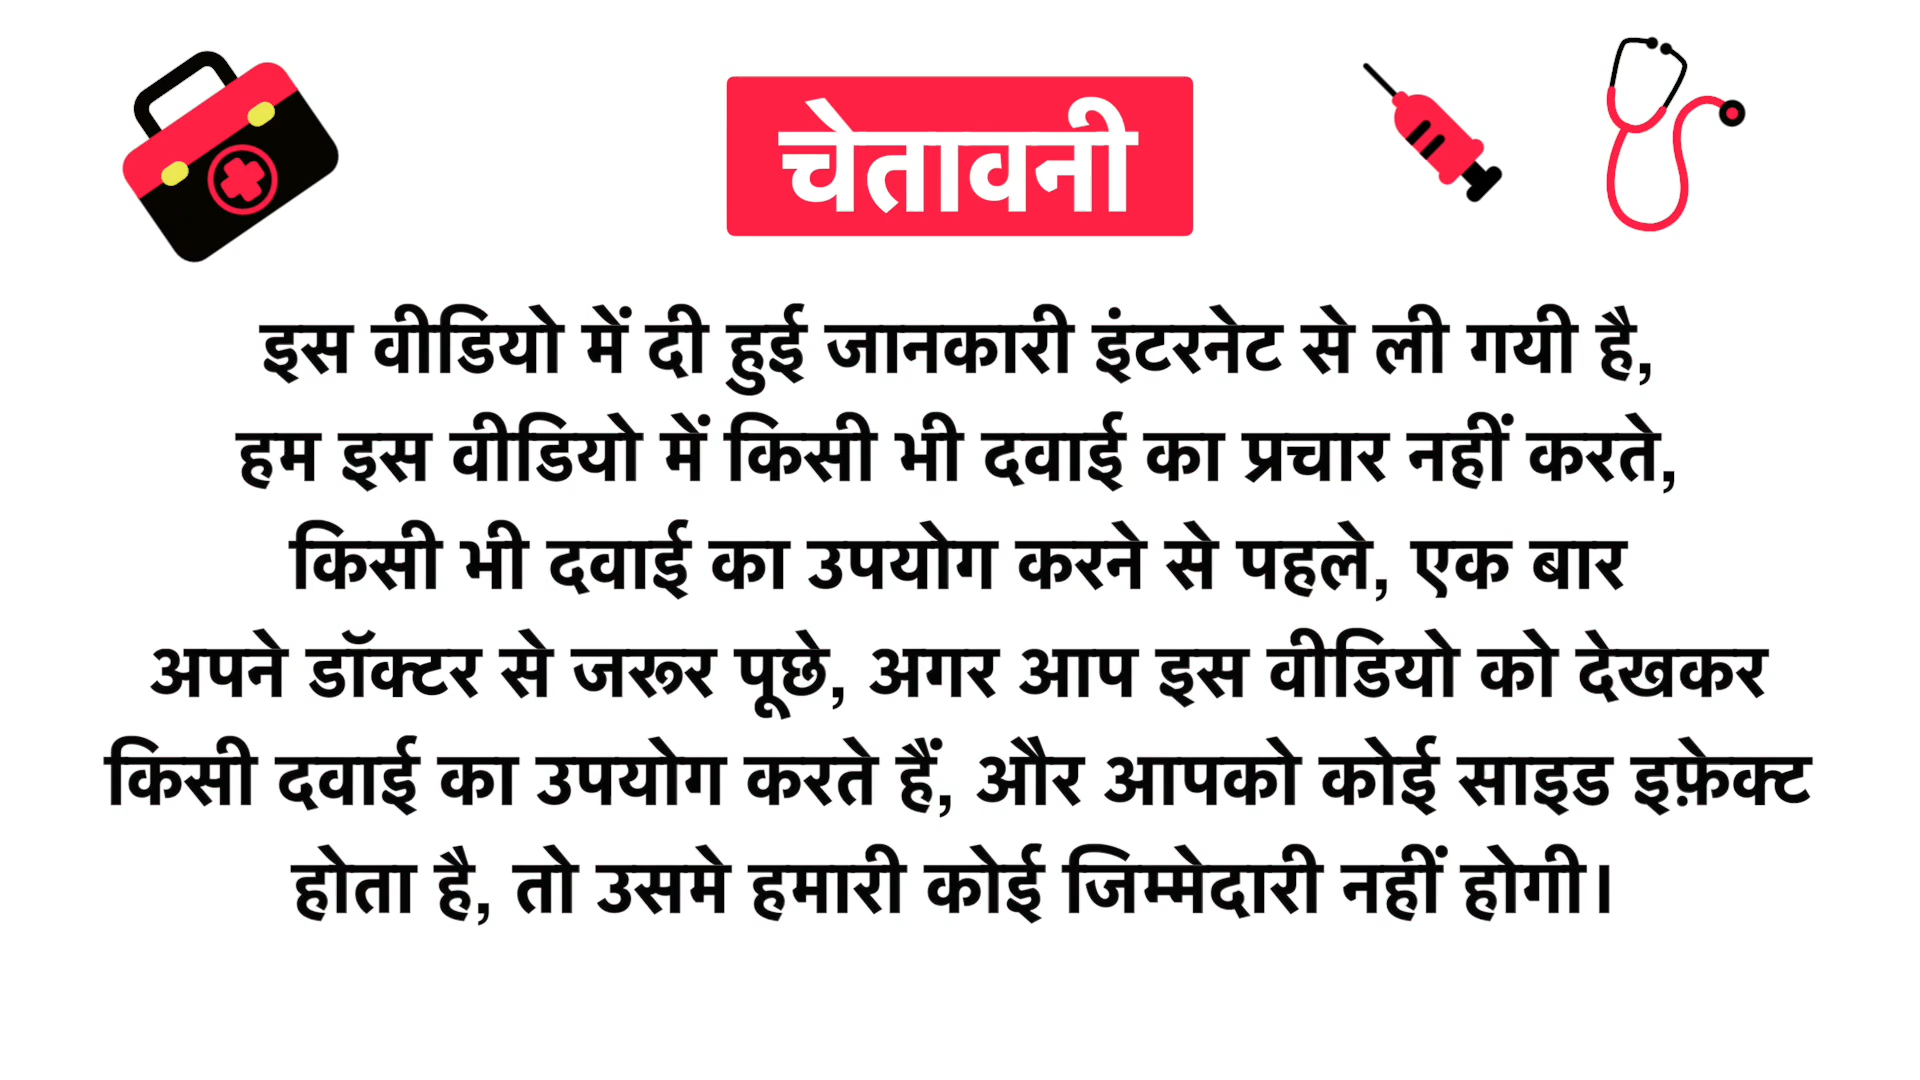 चेतावनी
इस वीडियो में दी हुई जानकारी इंटरनेट से ली गयी है,
हम इस वीडियो में किसी भी दवाई का प्रचार नहीं करते,
किसी भी दवाई का उपयोग करने से पहले, एक बार
अपने डॉक्टर से जरूर पूछे, अगर आप इस वीडियो को देखकर
किसी दवाई का उपयोग करते हैं, और आपको कोई साइड इफ़ेक्ट
होता है, तो उसमे हमारी कोई जिम्मेदारी नहीं होगी।